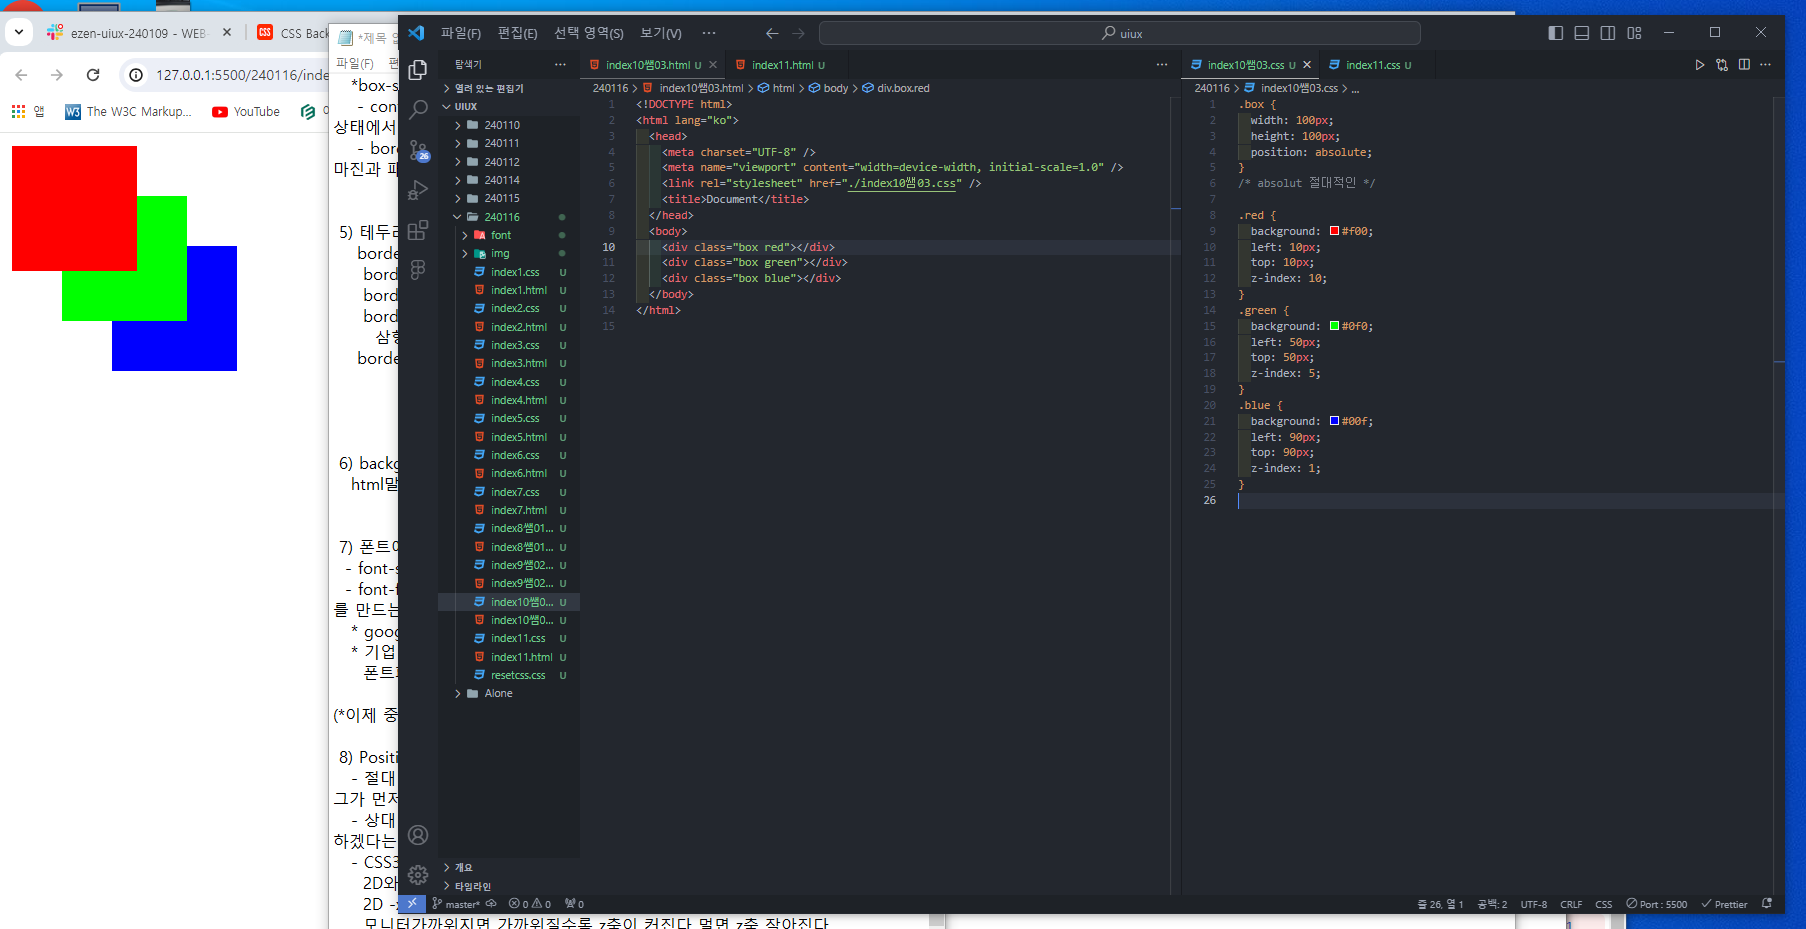 ezen-uiux-240109 - WEB-
CSS Back
127.0.0.1:5500/240116/inde
앱
The W3C Markup...
YouTube
*제목 없
파일(F)
*box-s
- con
상태에서
- bord
마진과 패
5) 테두리
borde
bord
bord
bord
삼형
borde
6) backg
html말
7) 폰트어
- font-s
- font-f
를 만드는
* goog
* 기업
폰트
(*이제 중
8) Positi
- 절대
그가 먼저
- 상대
하겠다는
- CSS3
2D와
2D -x
모니터가까워지면 가까워질수록 z축이 커진다 멀면 z축 작아진다
파일(F) 편집(E) 선택 영역(S) 보기(V) ···
uiux
탐색기
열려 있는 편집기
UIUX
240110
240111
240112
240114
240115
240116
font
img
index1.css U
index1.html U
index2.css U
index2.html U
index3.css U
index3.html U
index4.css U
index4.html U
index5.css U
index5.html U
index6.css U
index6.html U
index7.css U
index7.html U
index8쌤01... U
index8쌤01... U
index9쌤02... U
index9쌤02... U
index10쌤0... U
index10쌤0... U
index11.css U
index11.html U
resetcss.css U
Alone
개요
타임라인
26
index10쌤03.html U
index11.html U
240116 > index10쌤03.html > html > body > div.box.red
1 <!DOCTYPE html>
2 <html lang="ko">
3 <head>
4 <meta charset="UTF-8" />
5 <meta name="viewport" content="width=device-width, initial-scale=1.0" />
6 <link rel="stylesheet" href="./index10쌤03.css" />
7 <title>Document</title>
8 </head>
9 <body>
10 <div class="box red"></div>
11 <div class="box green"></div>
12 <div class="box blue"></div>
13 </body>
14 </html>
15
index10쌤03.css U
index11.css U
240116 > index10쌤03.css > ...
1 .box {
2 width: 100px;
3 height: 100px;
4 position: absolute;
5 }
6 /* absolut 절대적인 */
7
8 .red {
9 background: #f00;
10 left: 10px;
11 top: 10px;
12 z-index: 10;
13 }
14 .green {
15 background: #0f0;
16 left: 50px;
17 top: 50px;
18 z-index: 5;
19 }
20 .blue {
21 background: #00f;
22 left: 90px;
23 top: 90px;
24 z-index: 1;
25 }
26
master* 0 0 0
줄 26, 열 1 공백: 2 UTF-8 CRLF CSS Port : 5500 Prettier